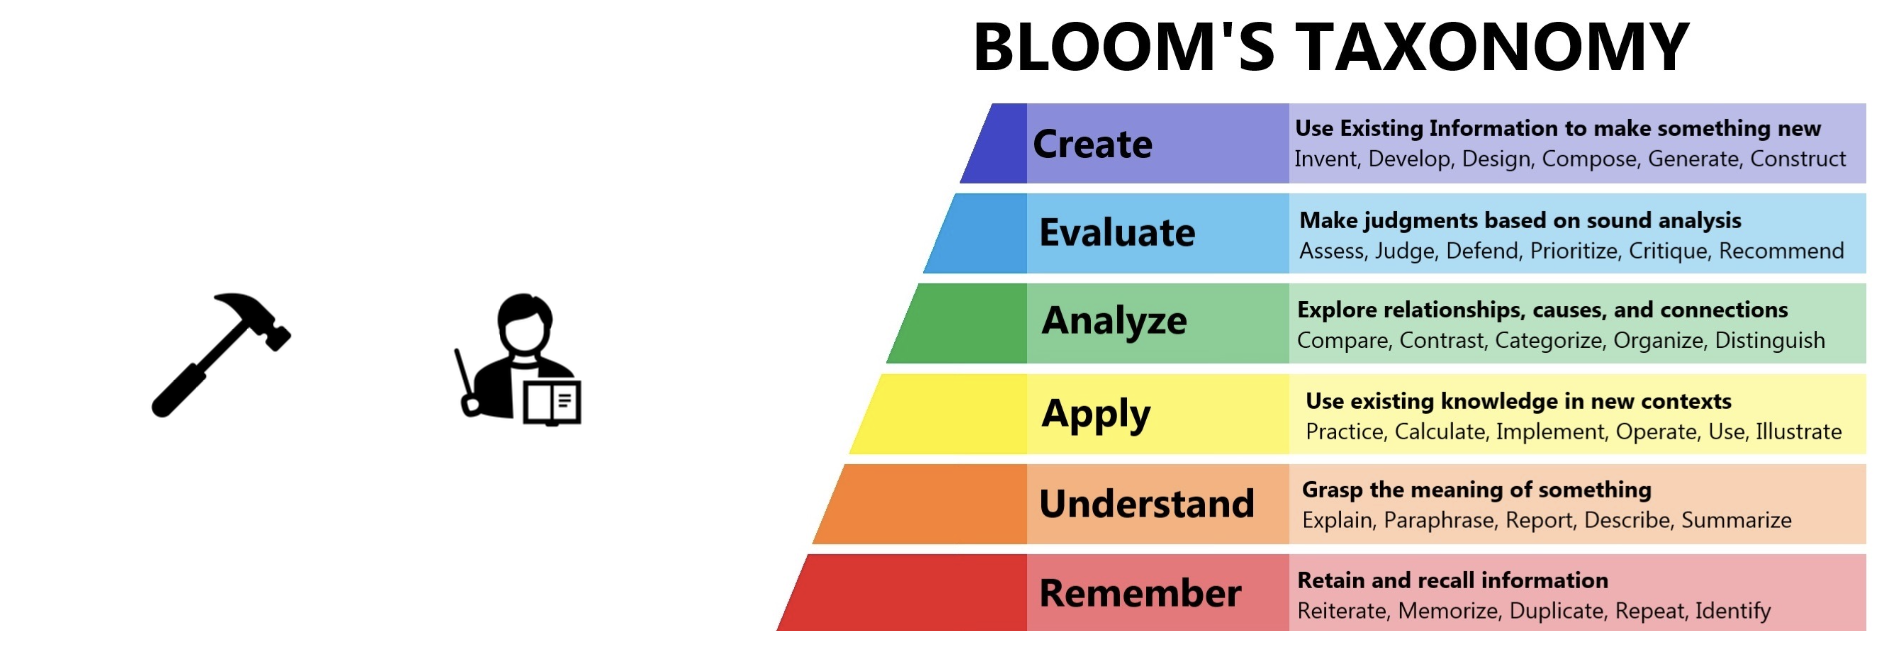 BLOOM'S TAXONOMY
Create
Use Existing Information to make something new
Invent, Develop, Design, Compose, Generate, Construct
Evaluate
Make judgments based on sound analysis
Assess, Judge, Defend, Prioritize, Critique, Recommend
Analyze
Explore relationships, causes, and connections
Compare, Contrast, Categorize, Organize, Distinguish
Apply
Use existing knowledge in new contexts
Practice, Calculate, Implement, Operate, Use, Illustrate
Understand
Grasp the meaning of something
Explain, Paraphrase, Report, Describe, Summarize
Remember
Retain and recall information
Reiterate, Memorize, Duplicate, Repeat, Identify